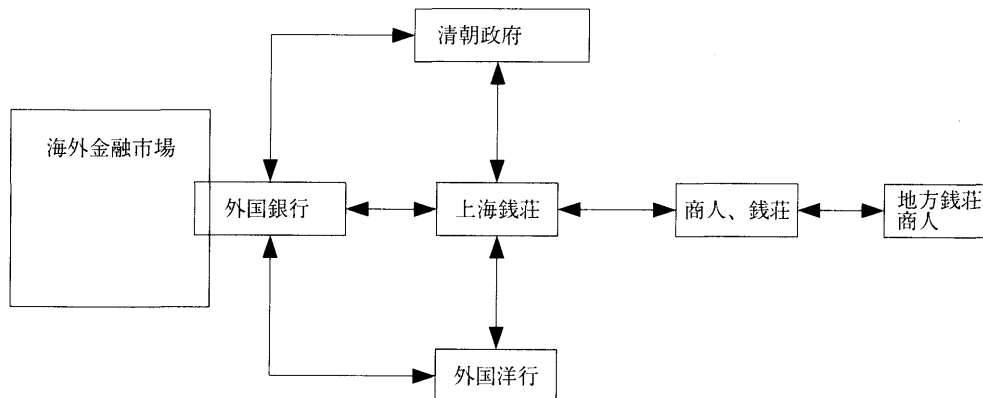 清朝政府
海外金融市場
外国銀行
上海銭荘
商人、銭荘
地方銭荘
商人
外国洋行